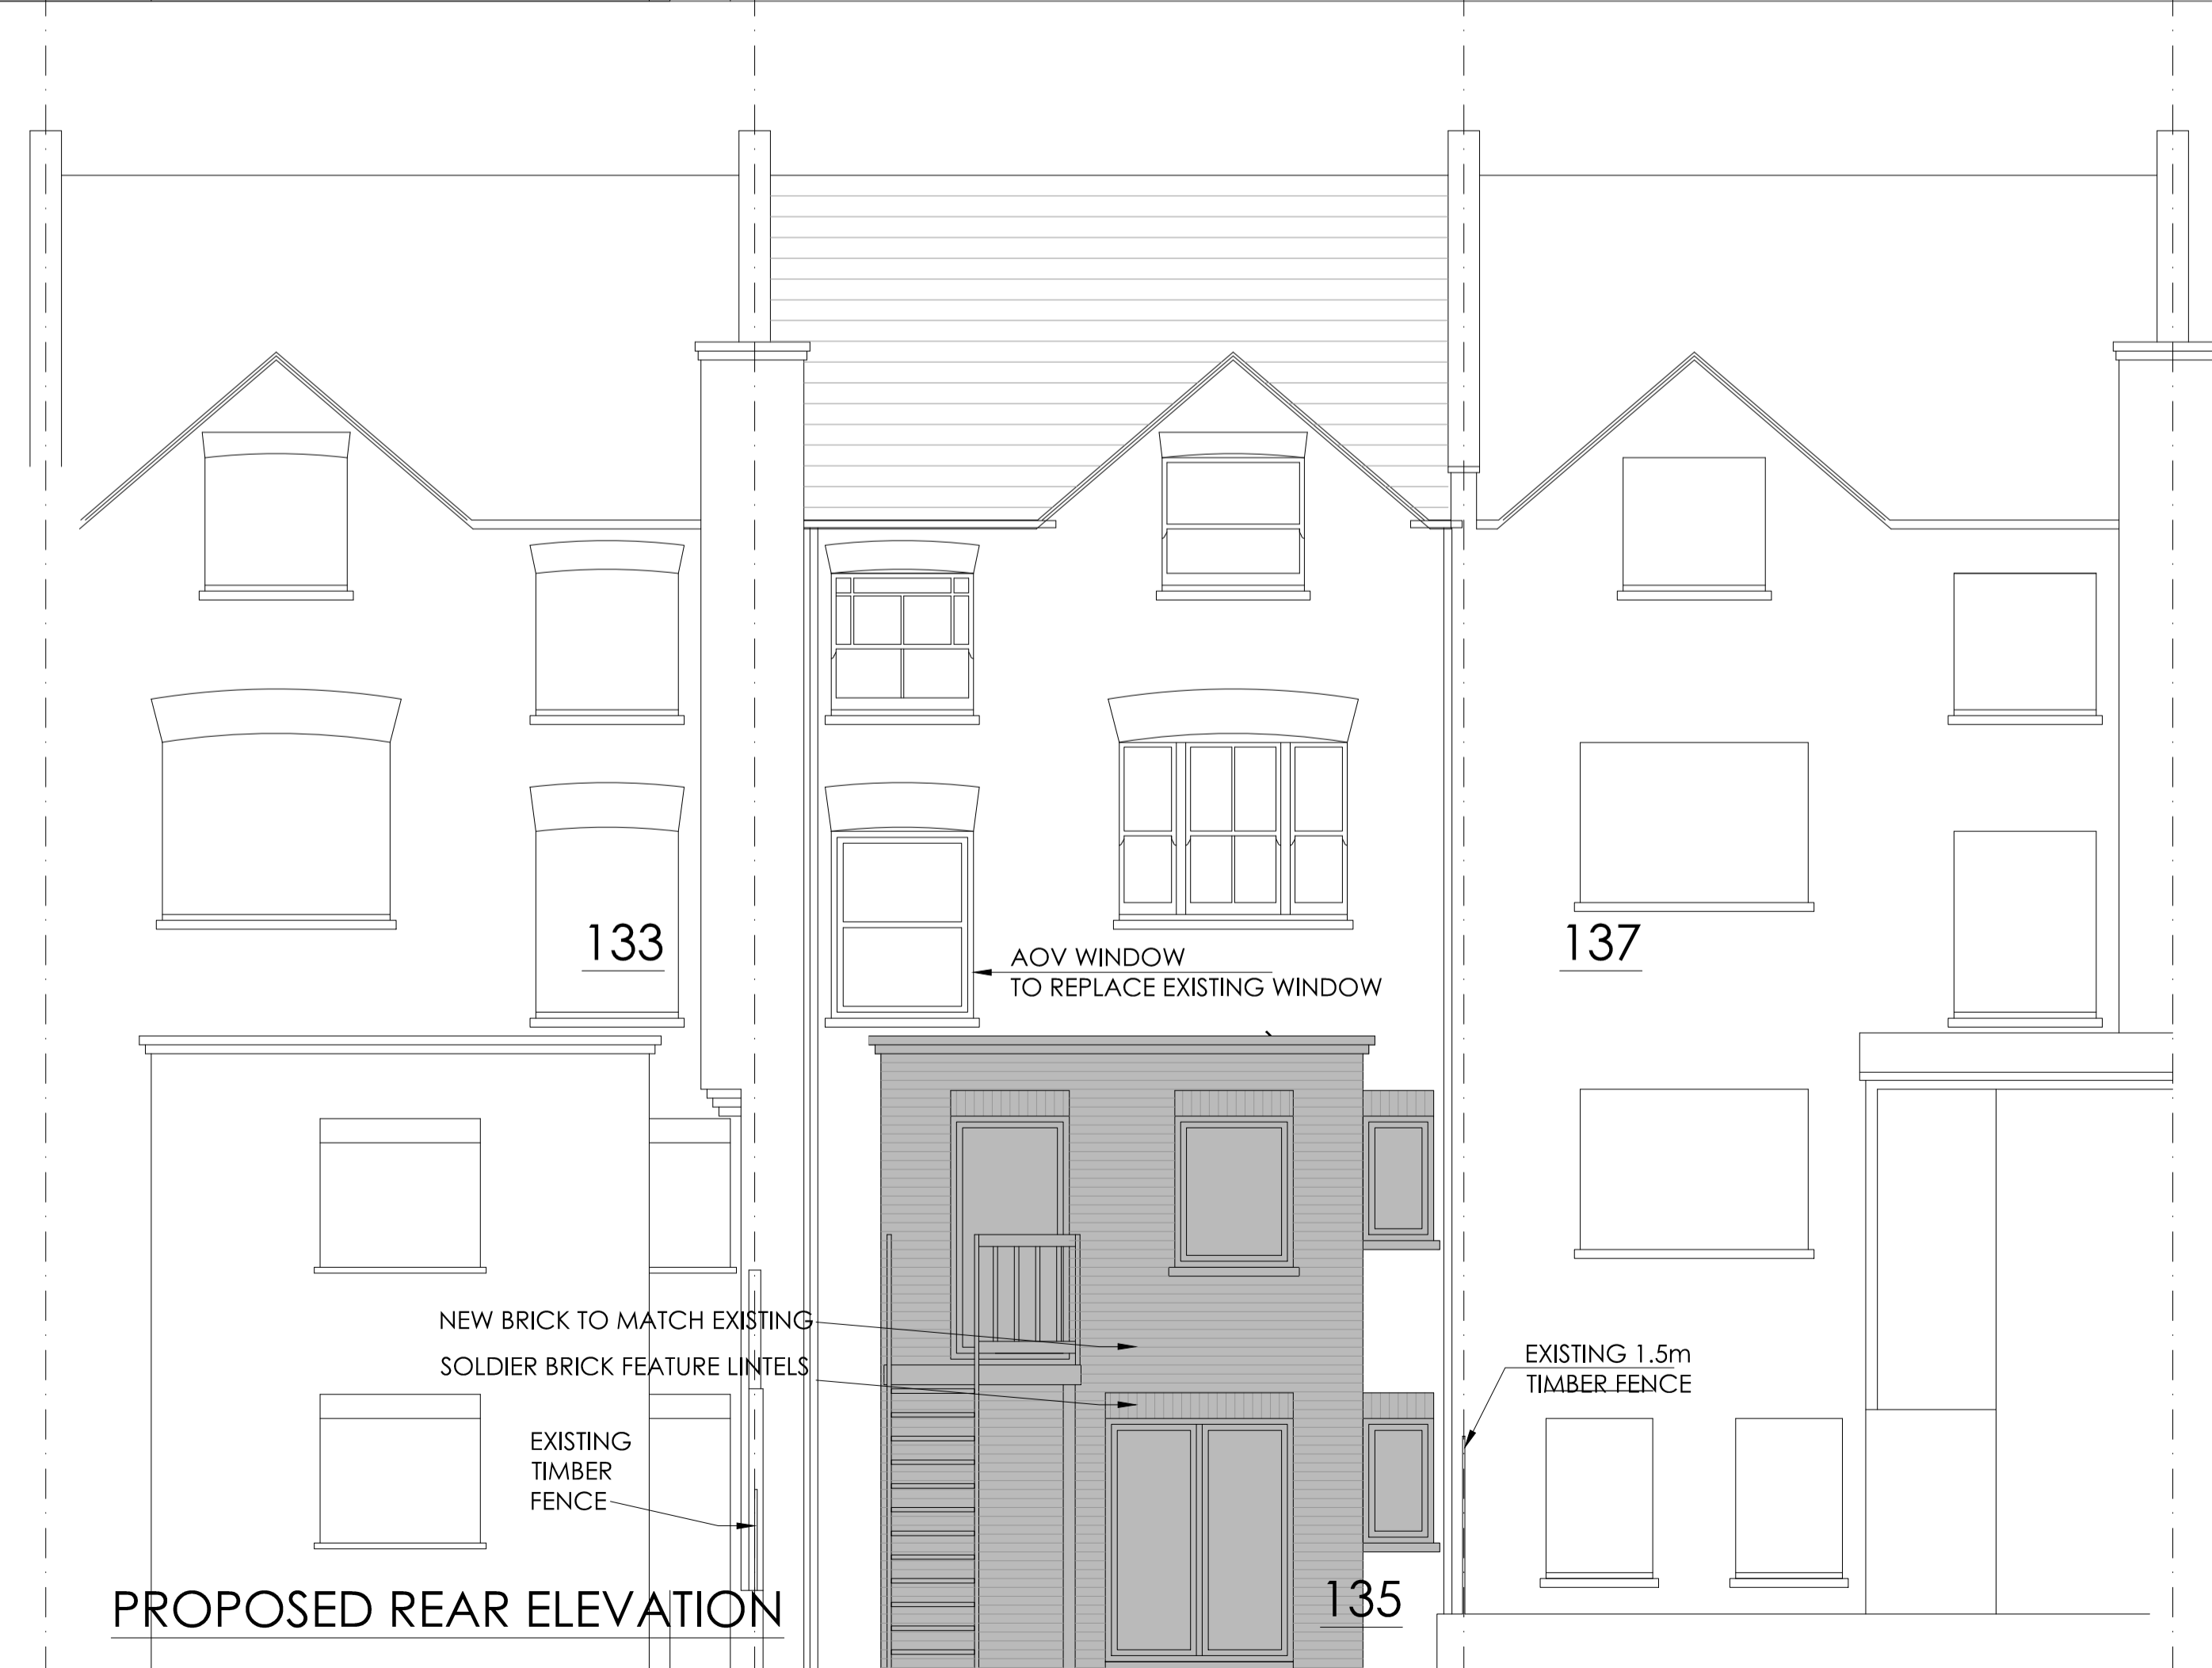 133
137
AOV WINDOW
TO REPLACE EXISTING WINDOW
NEW BRICK TO MATCH EXISTING
SOLDIER BRICK FEATURE LINTELS
EXISTING 1.5m
TIMBER FENCE
EXISTING
TIMBER
FENCE
135
PROPOSED REAR ELEVATION